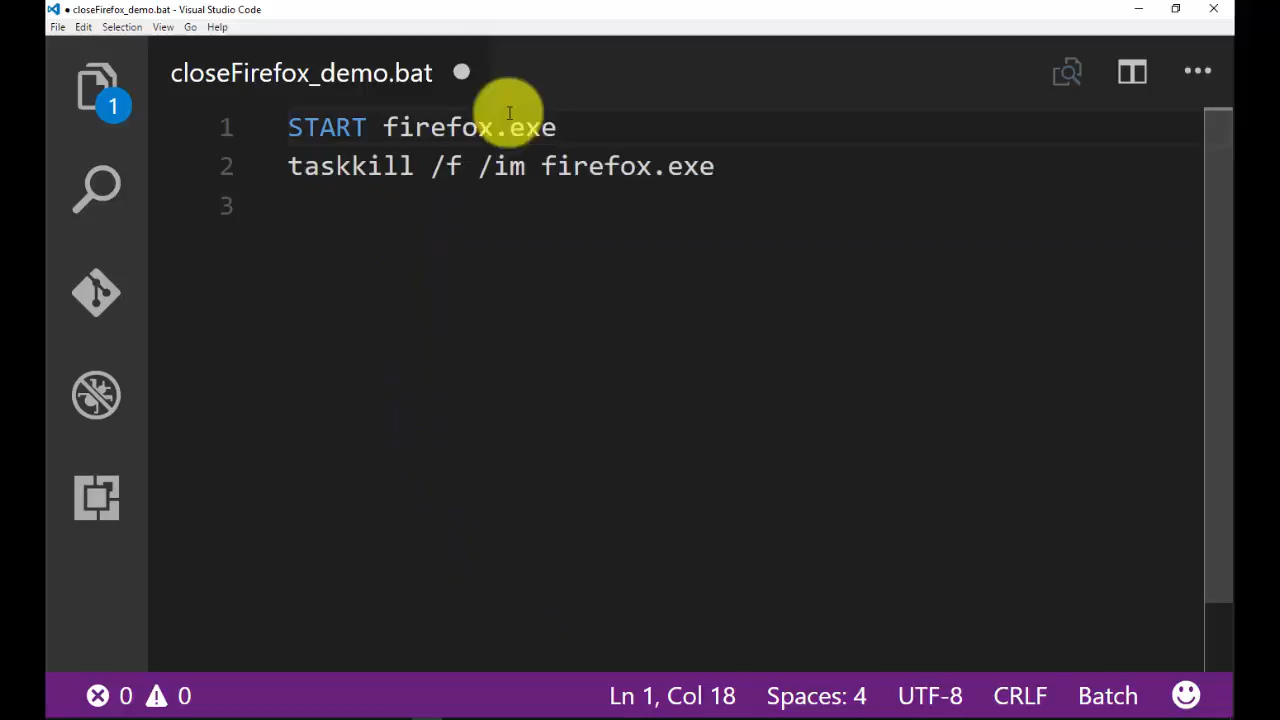 ● closeFirefox_demo.bat - Visual Studio Code
File Edit Selection View Go Help
closeFirefox_demo.bat
1
1 START firefox.exe
2 taskkill /f /im firefox.exe
3
0 0 Ln 1, Col 18 Spaces: 4 UTF-8 CRLF Batch